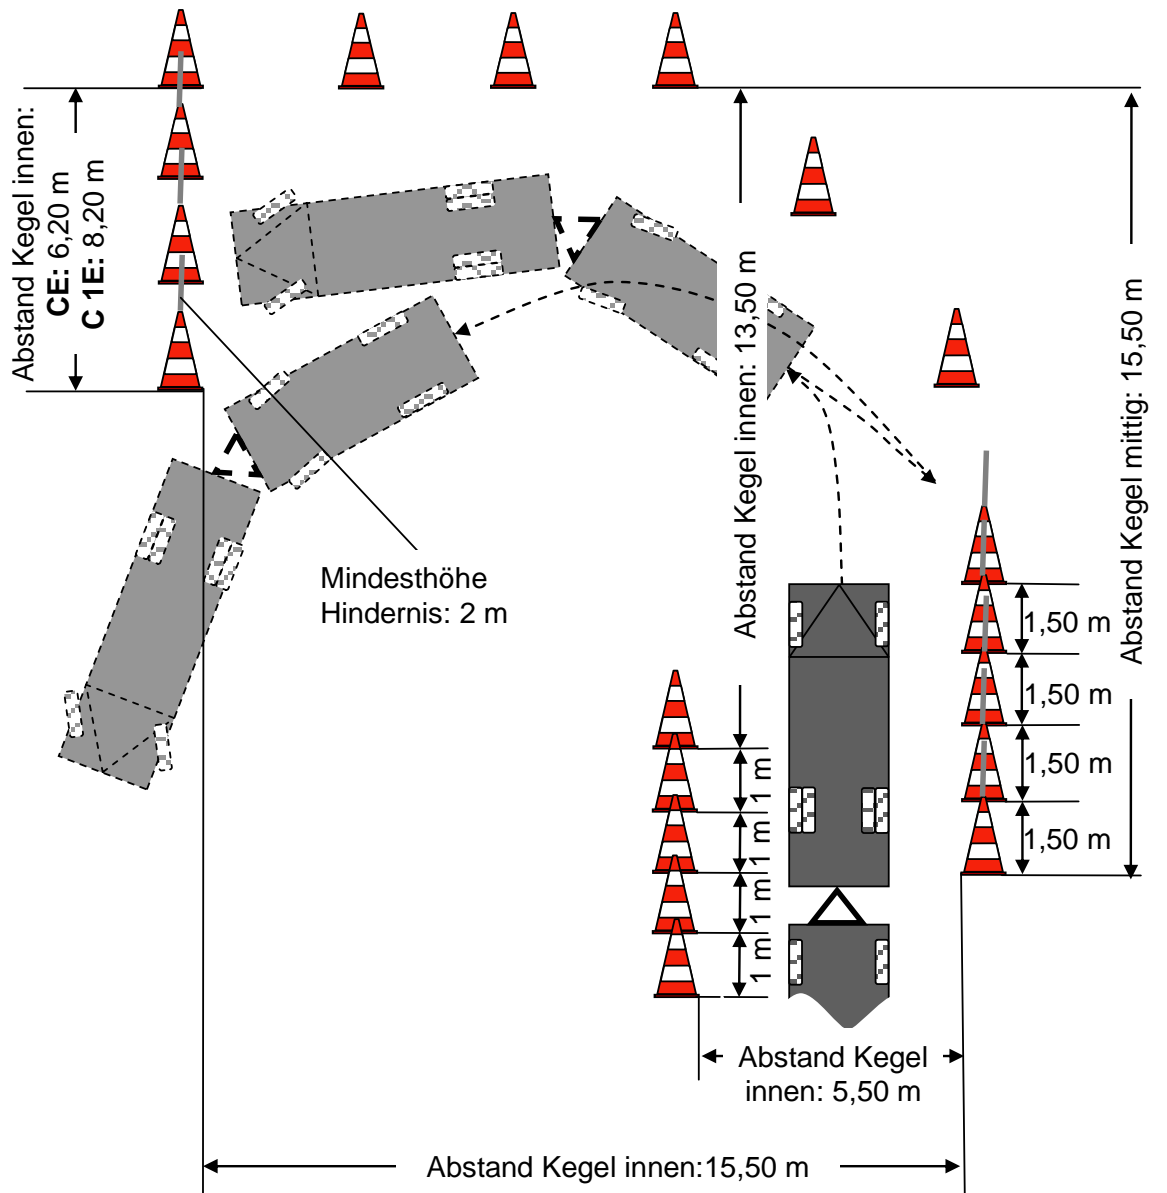 Abstand Kegel innen:
CE: 6,20 m
C 1E: 8,20 m
Abstand Kegel innen: 13,50 m
Abstand Kegel mittig: 15,50 m
Mindesthöhe
Hindernis: 2 m
1,50 m
1,50 m
1,50 m
1,50 m
1 m
1 m
1 m
1 m
Abstand Kegel
innen: 5,50 m
Abstand Kegel innen:15,50 m